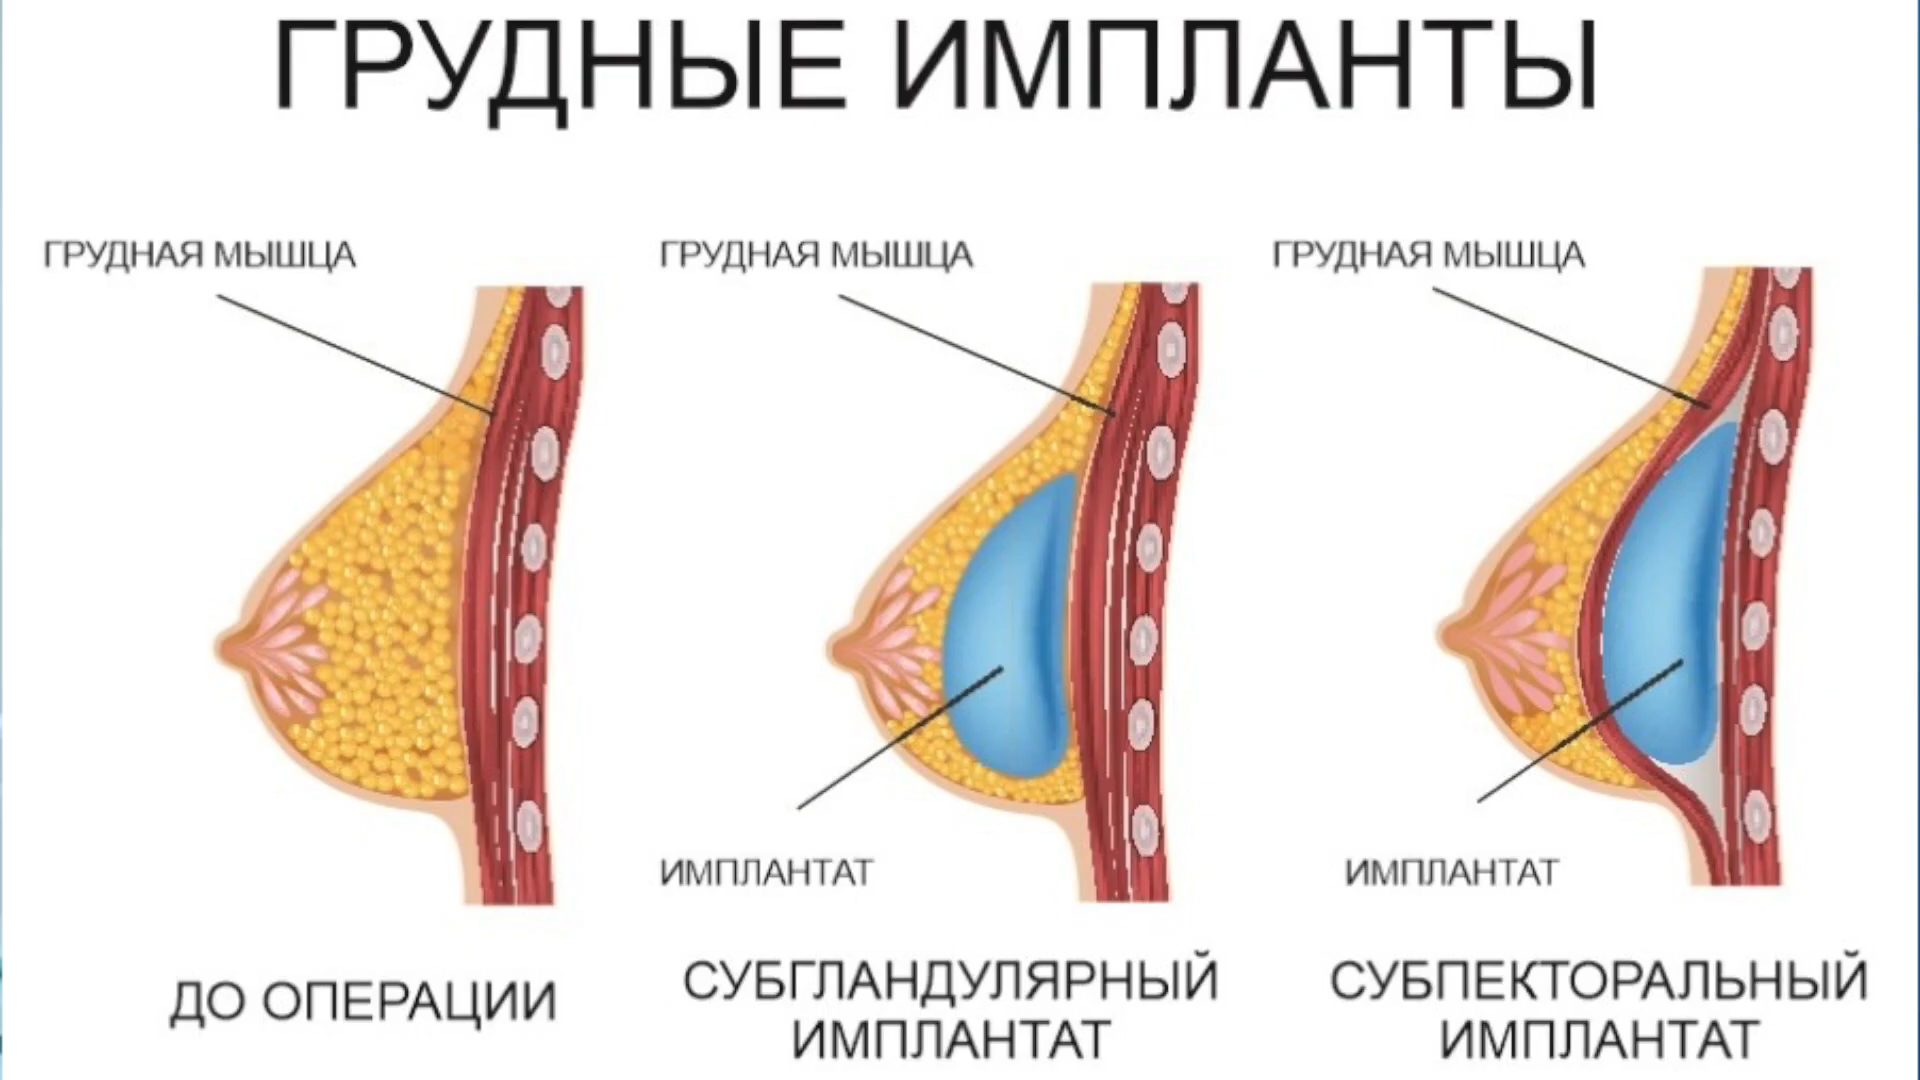 ГРУДНЫЕ ИМПЛАНТЫ
ГРУДНАЯ МЫШЦА
ГРУДНАЯ МЫШЦА
ГРУДНАЯ МЫШЦА
ИМПЛАНТАТ
ИМПЛАНТАТ
ДО ОПЕРАЦИИ
СУБГЛАНДУЛЯРНЫЙ
ИМПЛАНТАТ
СУБПЕКТОРАЛЬНЫЙ
ИМПЛАНТАТ